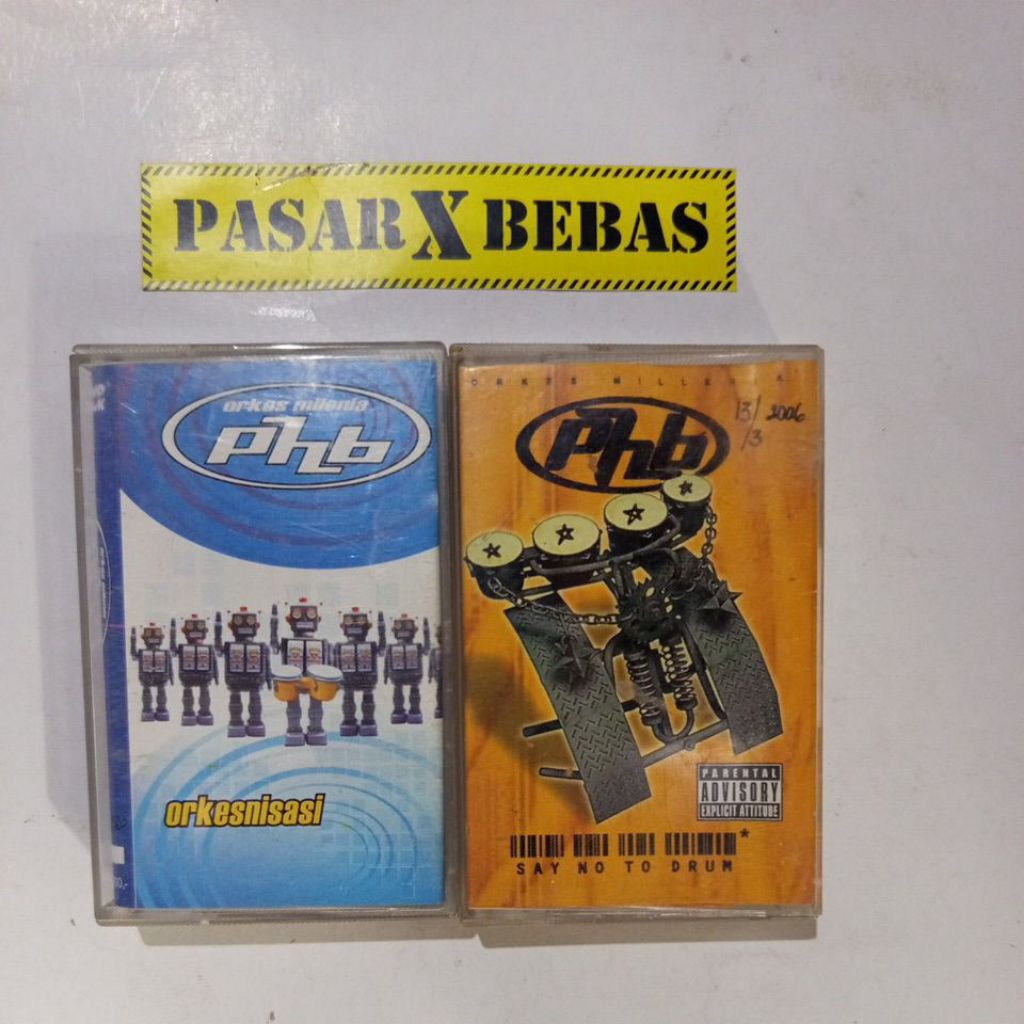 PASAR X BEBAS
orkes milenia
phb
orkesnisasi
ORKES MILLENIA
phb
13/3 2006
PARENTAL
ADVISORY
EXPLICIT ATTITUDE
SAY NO TO DRUM*